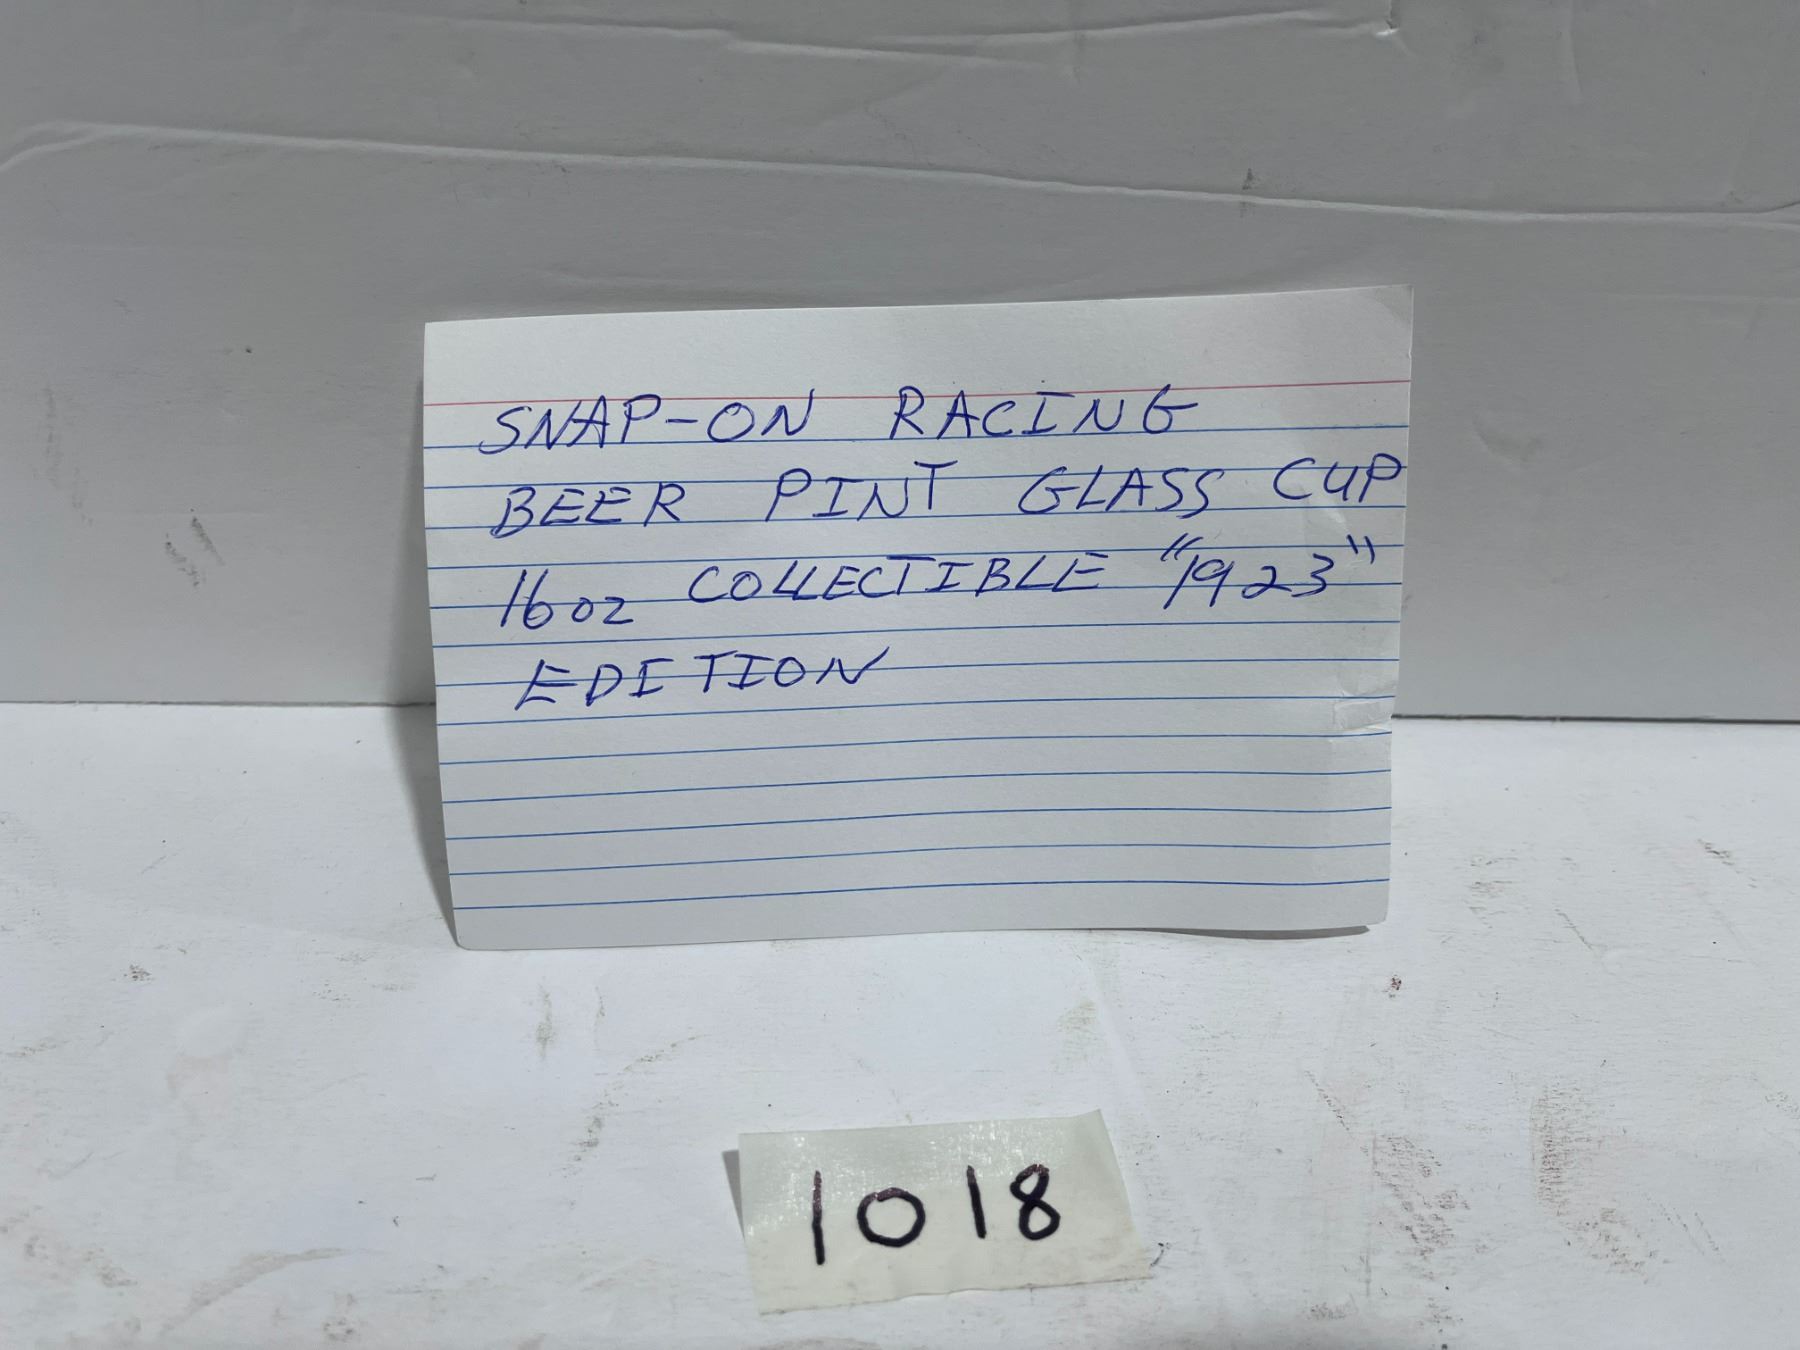 SNAP-ON RACING
BEER PINT GLASS CUP
16oz COLLECTIBLE "1923"
EDITION
1018